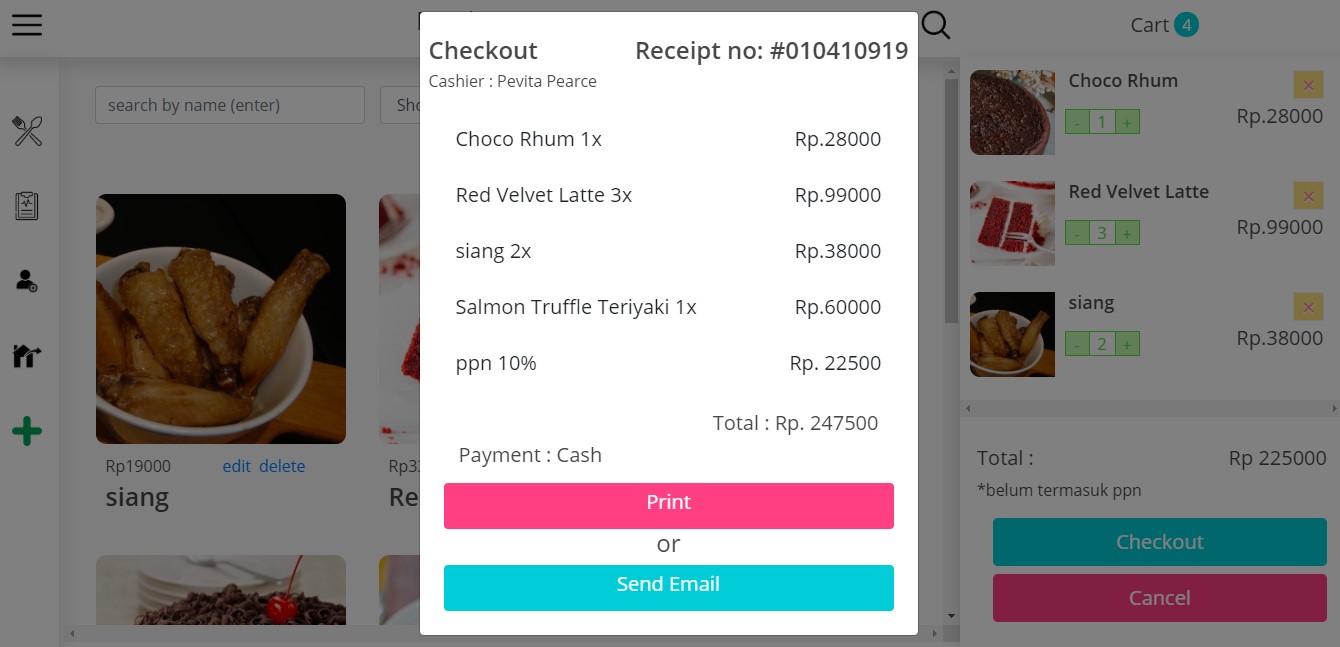 Cart 4
search by name (enter)
Sho
Rp19000 edit delete
siang
Rp3
Re
Checkout Receipt no: #010410919
Cashier : Pevita Pearce
Choco Rhum 1x Rp.28000
Red Velvet Latte 3x Rp.99000
siang 2x Rp.38000
Salmon Truffle Teriyaki 1x Rp.60000
ppn 10% Rp. 22500
Total : Rp. 247500
Payment : Cash
Print
or
Send Email
Choco Rhum ×
- 1 + Rp.28000
Red Velvet Latte ×
- 3 + Rp.99000
siang ×
- 2 + Rp.38000
Total : Rp 225000
*belum termasuk ppn
Checkout
Cancel